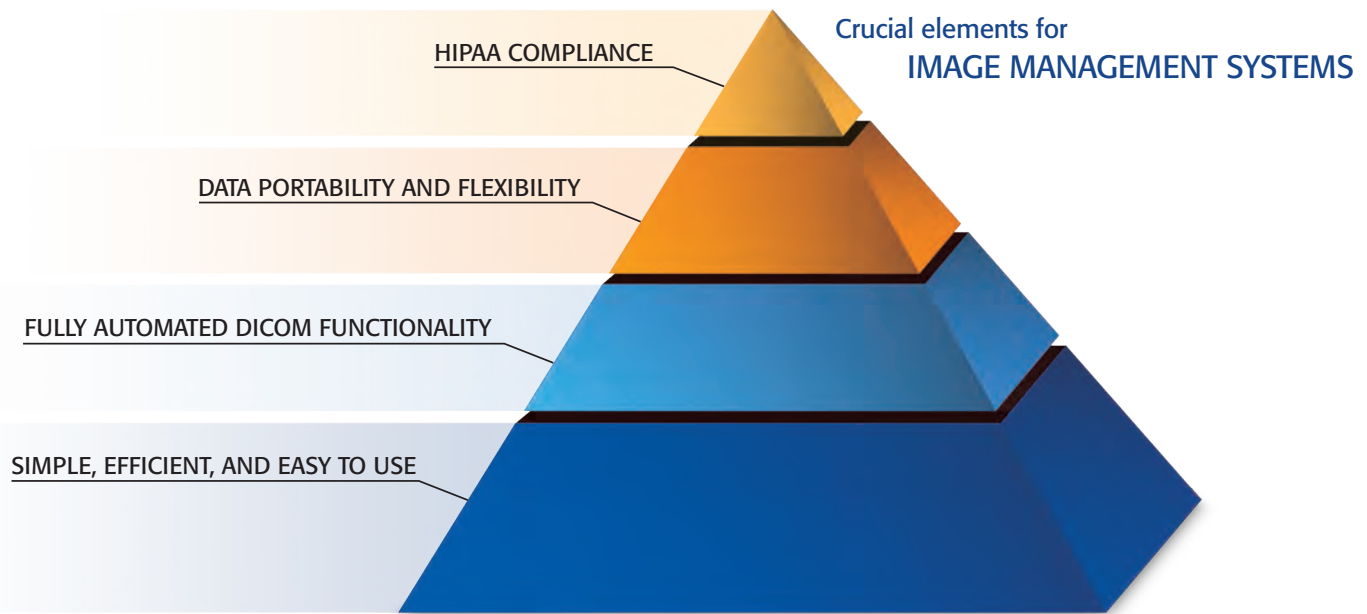 Crucial elements for
IMAGE MANAGEMENT SYSTEMS
HIPAA COMPLIANCE
DATA PORTABILITY AND FLEXIBILITY
FULLY AUTOMATED DICOM FUNCTIONALITY
SIMPLE, EFFICIENT, AND EASY TO USE